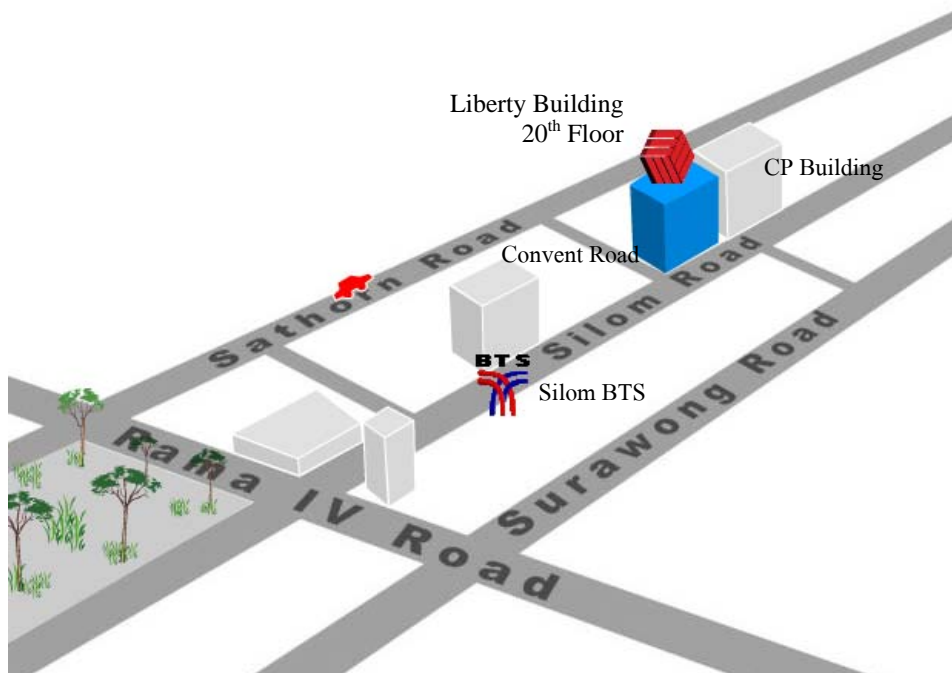 Liberty Building
20th Floor
CP Building
Convent Road
Sathorn Road
Silom Road
BTS
Silom BTS
Surawong Road
Rama IV Road